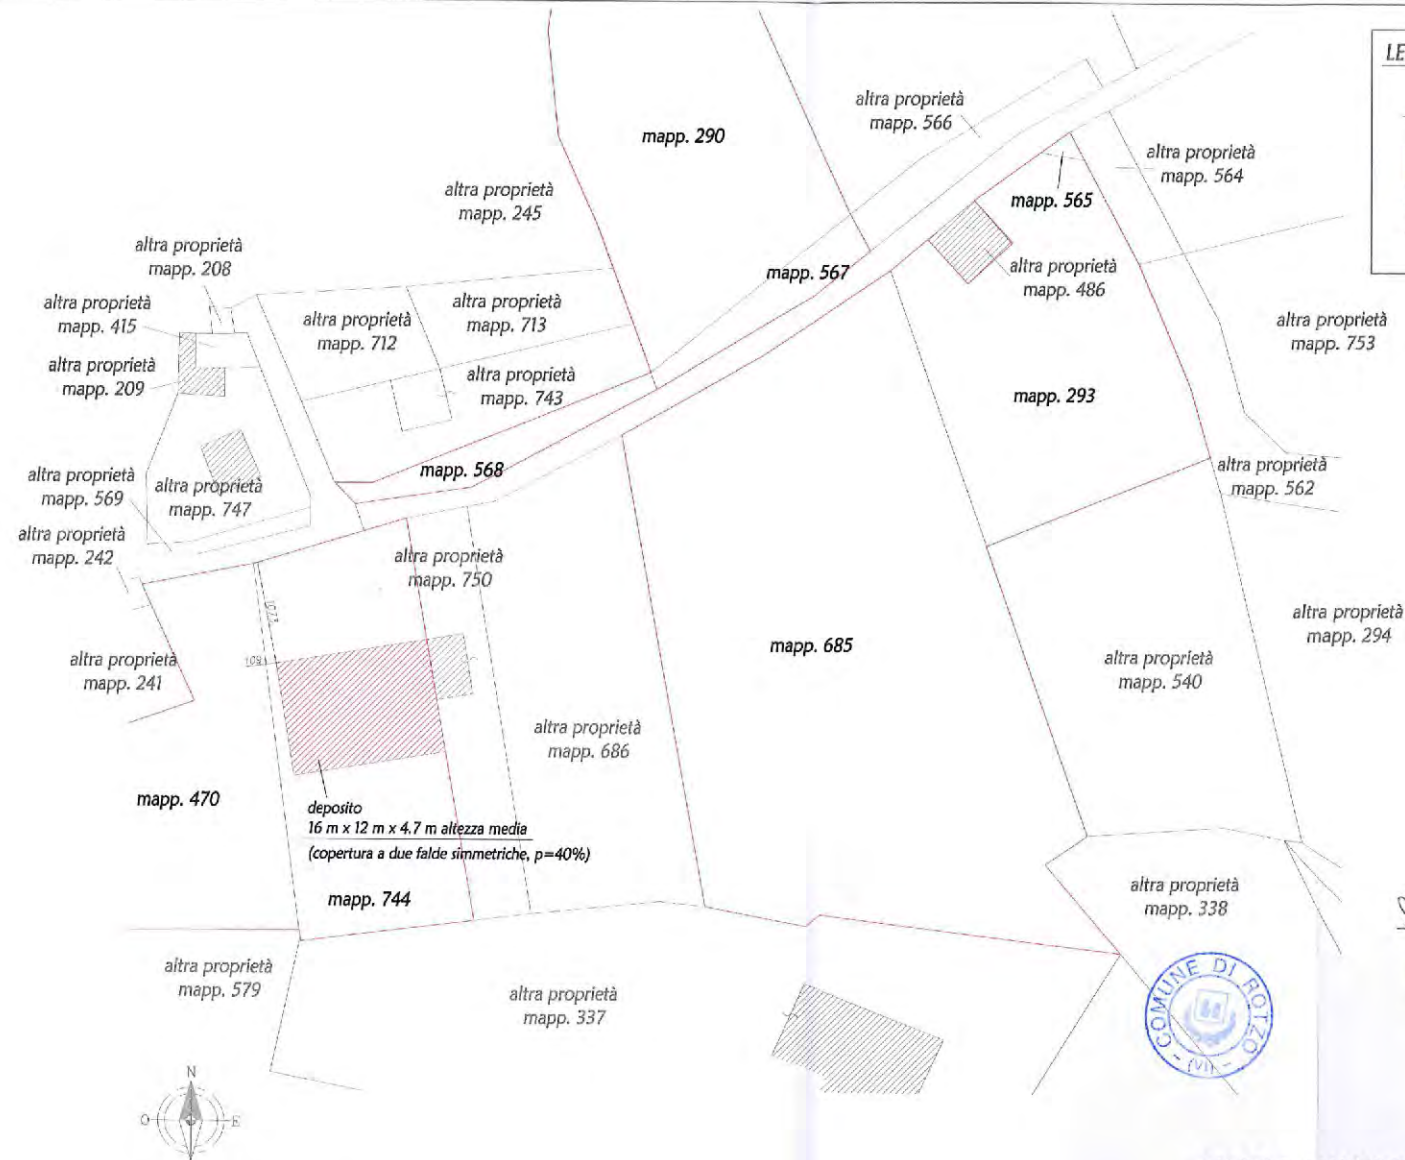 LE
mapp. 290
altra proprietà
mapp. 566
altra proprietà
mapp. 564
mapp. 565
altra proprietà
mapp. 245
altra proprietà
mapp. 208
mapp. 567
altra proprietà
mapp. 486
altra proprietà
mapp. 415
altra proprietà
mapp. 712
altra proprietà
mapp. 713
altra proprietà
mapp. 753
altra proprietà
mapp. 209
altra proprietà
mapp. 743
mapp. 293
mapp. 568
altra proprietà
mapp. 569
altra proprietà
mapp. 747
altra proprietà
mapp. 562
altra proprietà
mapp. 242
altra proprietà
mapp. 750
altra proprietà
mapp. 294
altra proprietà
mapp. 241
mapp. 685
altra proprietà
mapp. 540
altra proprietà
mapp. 686
mapp. 470
deposito
16 m x 12 m x 4.7 m altezza media
(copertura a due falde simmetriche, p=40%)
mapp. 744
altra proprietà
mapp. 338
altra proprietà
mapp. 579
altra proprietà
mapp. 337
COMUNE DI ROTZO
(VI)
N
O
E